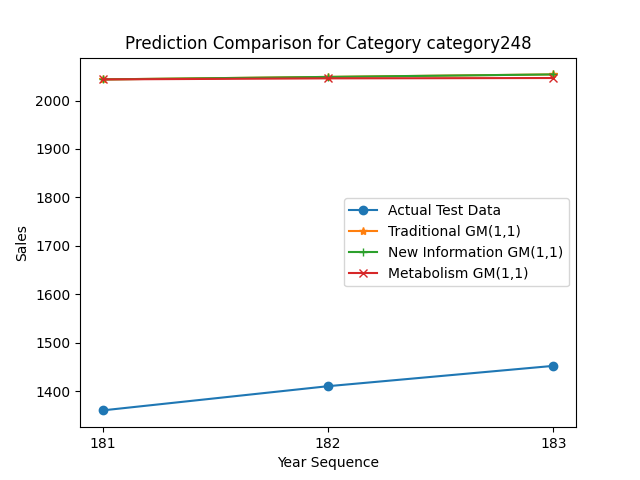 Prediction Comparison for Category category248
Sales
2000
1900
1800
1700
1600
1500
1400
Actual Test Data
Traditional GM(1,1)
New Information GM(1,1)
Metabolism GM(1,1)
181
182
183
Year Sequence